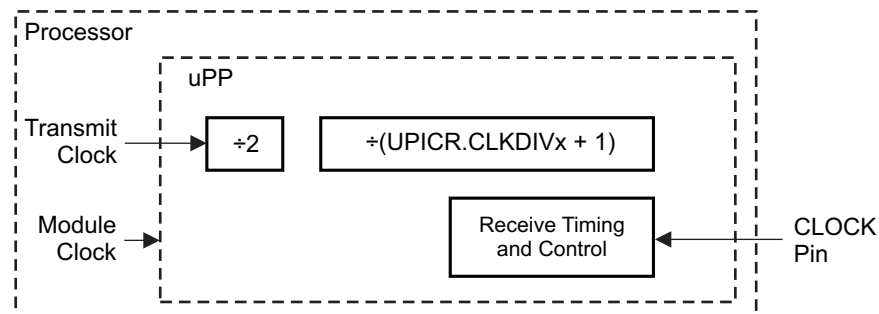 Processor
uPP
Transmit
Clock
÷2
÷(UPICR.CLKDIVx + 1)
Module
Clock
Receive Timing
and Control
CLOCK
Pin